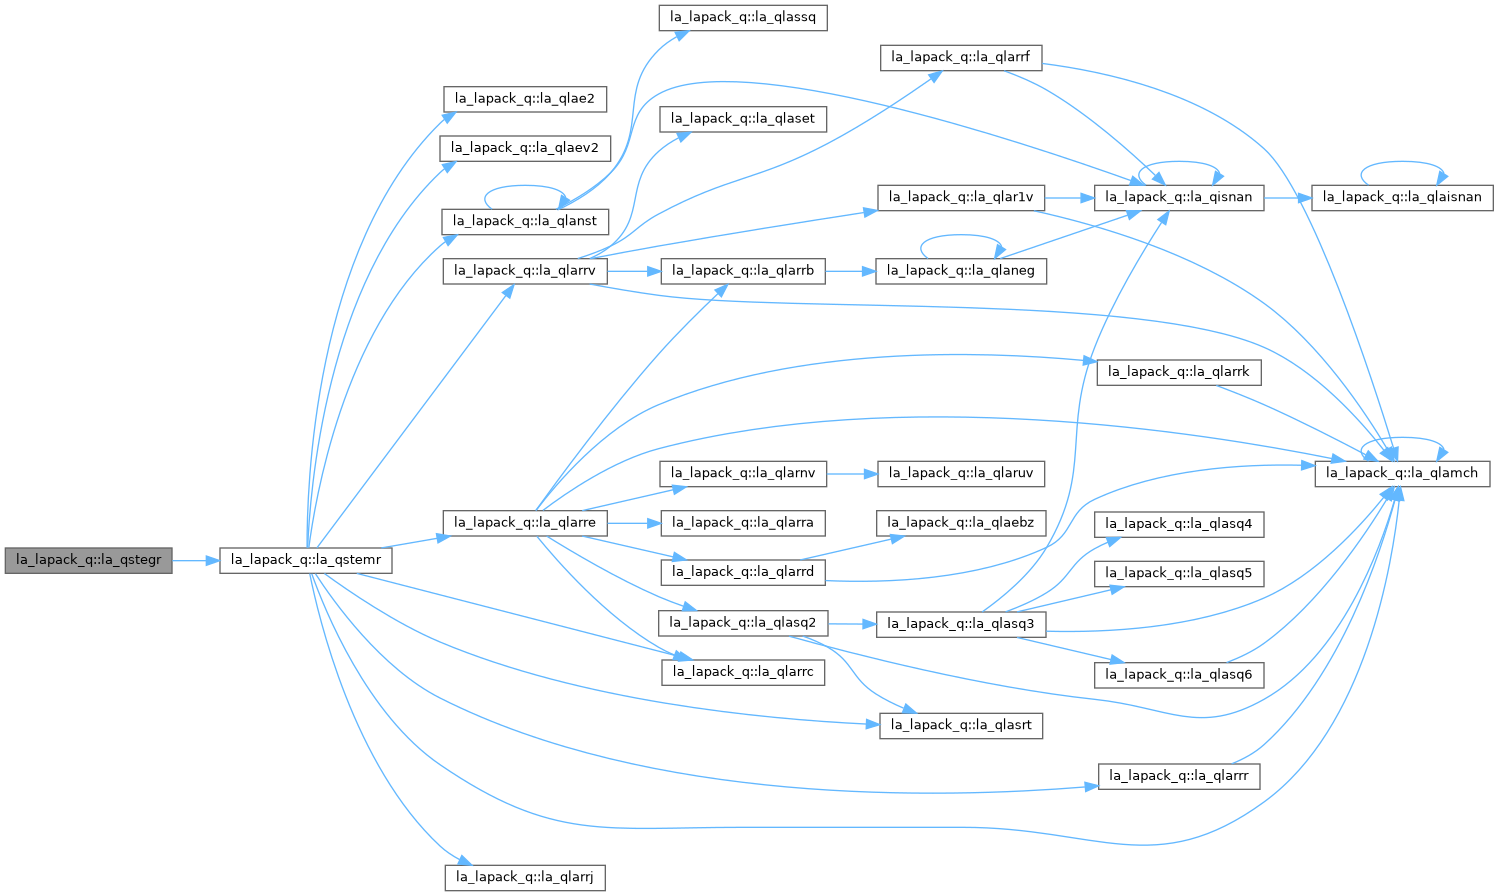 la_lapack_q::la_qlassq
la_lapack_q::la_qlarrf
la_lapack_q::la_qlae2
la_lapack_q::la_qlaset
la_lapack_q::la_qlaev2
la_lapack_q::la_qlar1v
la_lapack_q::la_qisnan
la_lapack_q::la_qlaisnan
la_lapack_q::la_qlanst
la_lapack_q::la_qlarrv
la_lapack_q::la_qlarrb
la_lapack_q::la_qlaneg
la_lapack_q::la_qlarrk
la_lapack_q::la_qlarnv
la_lapack_q::la_qlaruv
la_lapack_q::la_qlamch
la_lapack_q::la_qlarre
la_lapack_q::la_qlarra
la_lapack_q::la_qlaebz
la_lapack_q::la_qlasq4
la_lapack_q::la_qstegr
la_lapack_q::la_qstemr
la_lapack_q::la_qlarrd
la_lapack_q::la_qlasq5
la_lapack_q::la_qlasq2
la_lapack_q::la_qlasq3
la_lapack_q::la_qlarrc
la_lapack_q::la_qlasq6
la_lapack_q::la_qlasrt
la_lapack_q::la_qlarrr
la_lapack_q::la_qlarrj